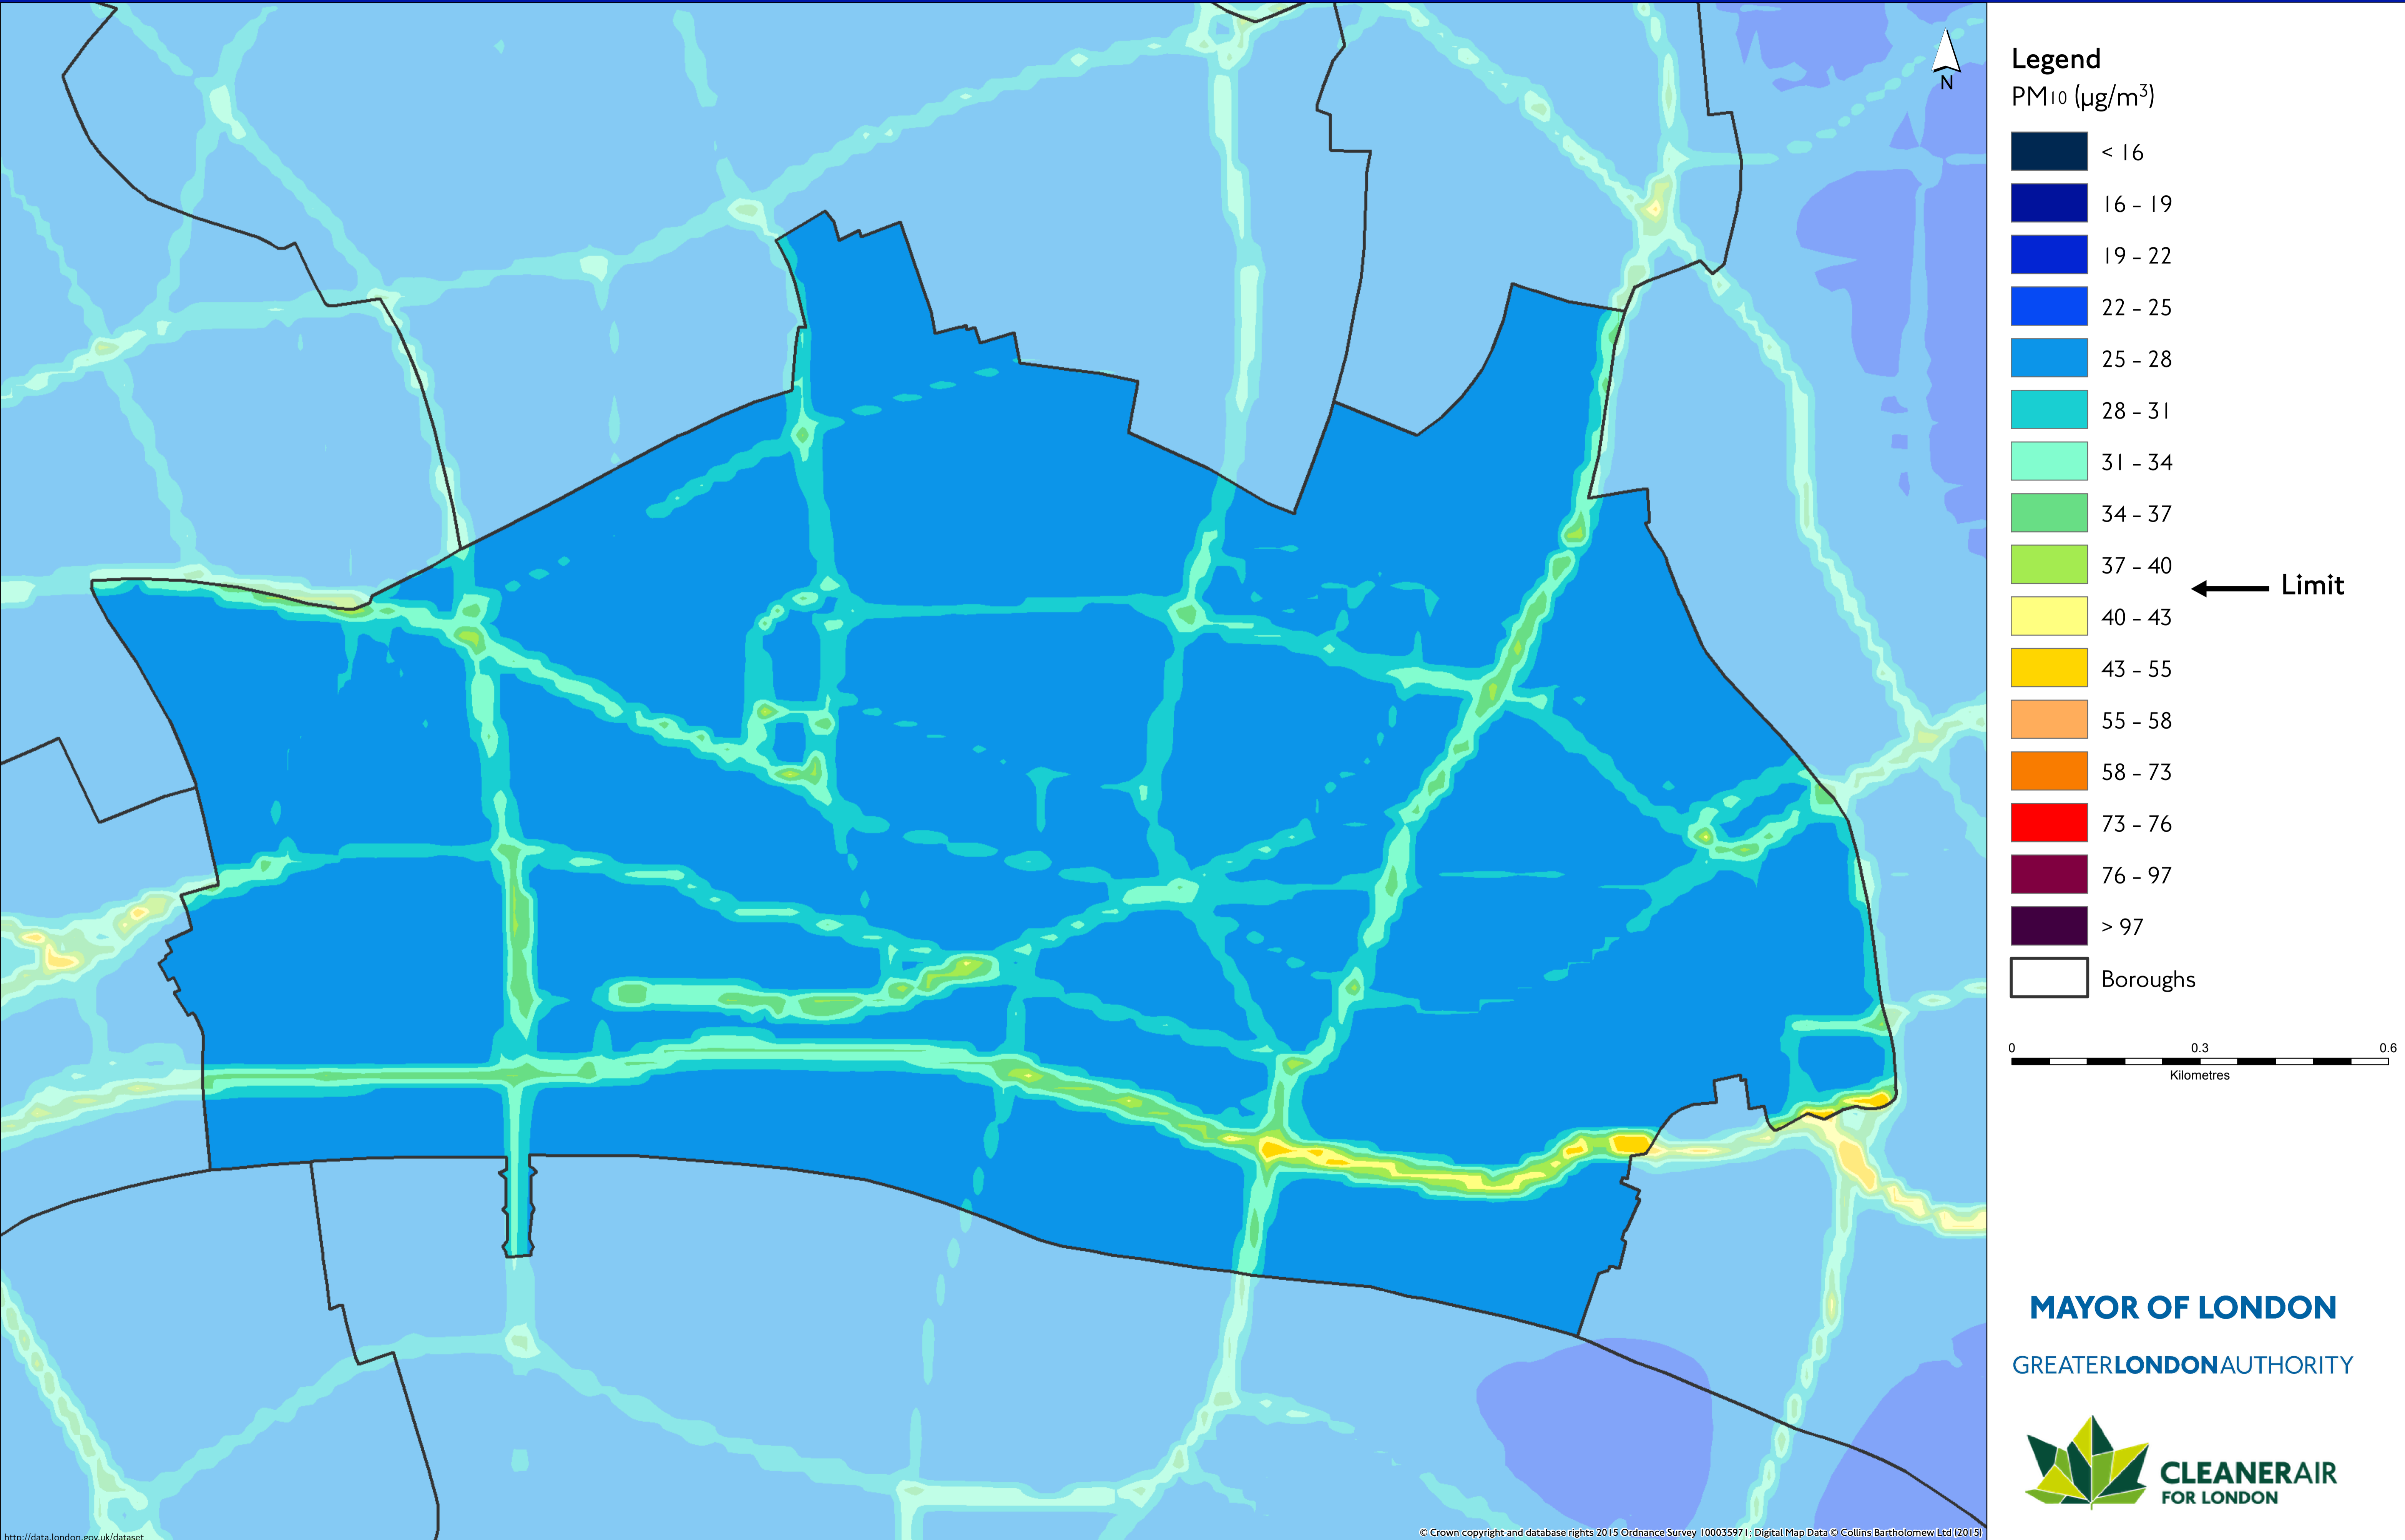 N
Legend
PM10 (µg/m³)
< 16
16 - 19
19 - 22
22 - 25
25 - 28
28 - 31
31 - 34
34 - 37
37 - 40
Limit
40 - 43
43 - 55
55 - 58
58 - 73
73 - 76
76 - 97
> 97
Boroughs
0 0.3 0.6
Kilometres
MAYOR OF LONDON
GREATERLONDONAUTHORITY
CLEANERAIR
FOR LONDON
http://data.london.gov.uk/dataset
© Crown copyright and database rights 2015 Ordnance Survey 100035971; Digital Map Data © Collins Bartholomew Ltd (2015)